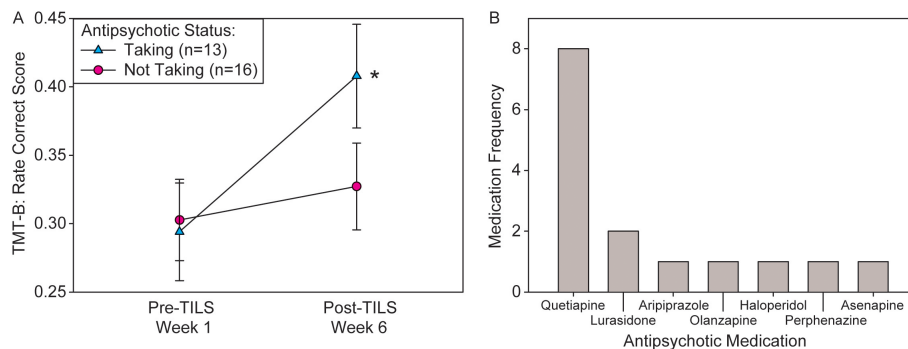 A
Antipsychotic Status:
Taking (n=13)
Not Taking (n=16)
TMT-B: Rate Correct Score
0.45
0.40
0.35
0.30
0.25
*
Pre-TILS
Week 1
Post-TILS
Week 6
B
Medication Frequency
8
6
4
2
0
Quetiapine
Lurasidone
Aripiprazole
Olanzapine
Haloperidol
Perphenazine
Asenapine
Antipsychotic Medication